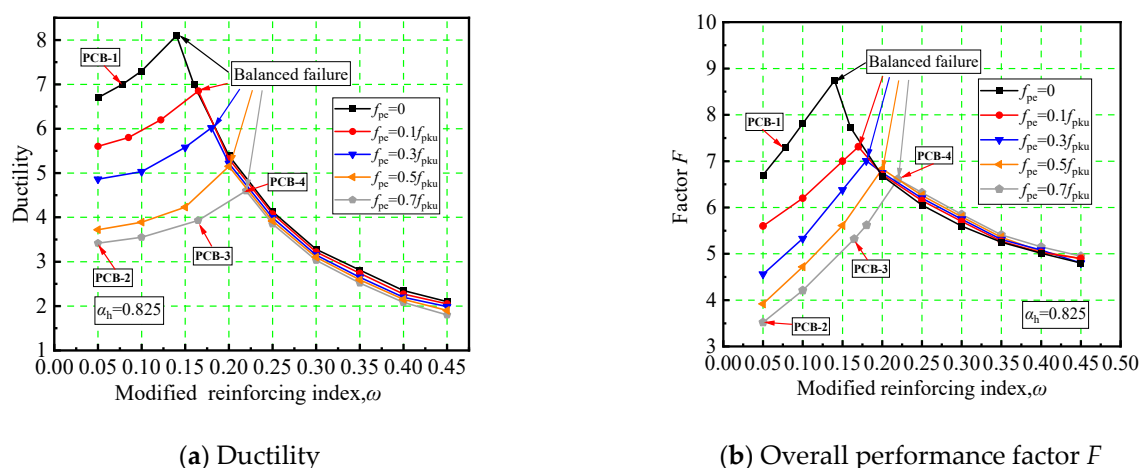 Ductility
8
7
6
5
4
3
2
1
0.00 0.05 0.10 0.15 0.20 0.25 0.30 0.35 0.40 0.45
Modified reinforcing index,ω
PCB-1
Balanced failure
f_pe=0
f_pe=0.1f_pku
f_pe=0.3f_pku
f_pe=0.5f_pku
f_pe=0.7f_pku
PCB-4
PCB-3
PCB-2
α_h=0.825
(a) Ductility
Factor F
10
9
8
7
6
5
4
3
0.00 0.05 0.10 0.15 0.20 0.25 0.30 0.35 0.40 0.45 0.50
Modified reinforcing index,ω
Balanced failure
PCB-1
f_pe=0
f_pe=0.1f_pku
f_pe=0.3f_pku
f_pe=0.5f_pku
f_pe=0.7f_pku
PCB-4
PCB-3
PCB-2
α_h=0.825
(b) Overall performance factor F